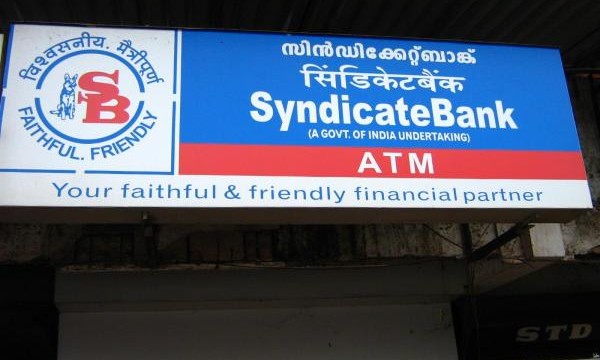 विश्वसनीय. मैत्रीपूर्ण
SB
FAITHFUL. FRIENDLY
സിൻഡിക്കേറ്റ്ബാങ്ക്
सिंडिकेटबैंक
SyndicateBank
(A GOVT. OF INDIA UNDERTAKING)
ATM
Your faithful & friendly financial partner
STD